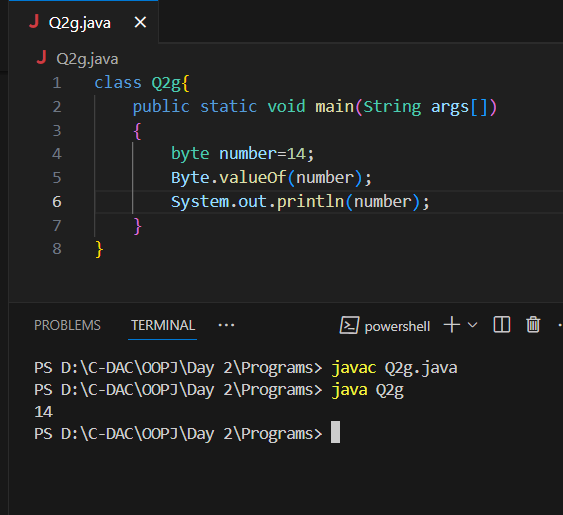 J Q2g.java ×
J Q2g.java
1 class Q2g{
2     public static void main(String args[])
3     {
4         byte number=14;
5         Byte.valueOf(number);
6         System.out.println(number);
7     }
8 }
PROBLEMS TERMINAL ··· powershell
PS D:\C-DAC\OOPJ\Day 2\Programs> javac Q2g.java
PS D:\C-DAC\OOPJ\Day 2\Programs> java Q2g
14
PS D:\C-DAC\OOPJ\Day 2\Programs>